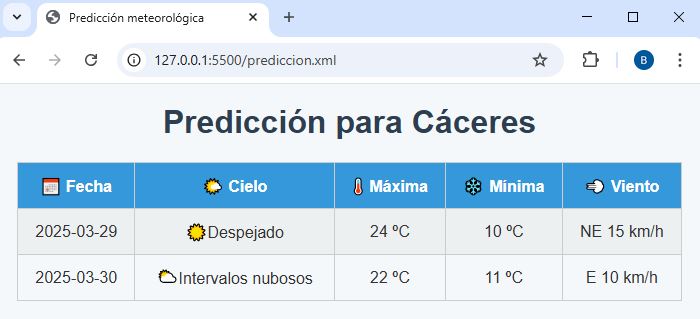 Predicción meteorológica
127.0.0.1:5500/prediccion.xml
B
Predicción para Cáceres
Fecha Cielo Máxima Mínima Viento
2025-03-29 Despejado 24 ºC 10 ºC NE 15 km/h
2025-03-30 Intervalos nubosos 22 ºC 11 ºC E 10 km/h